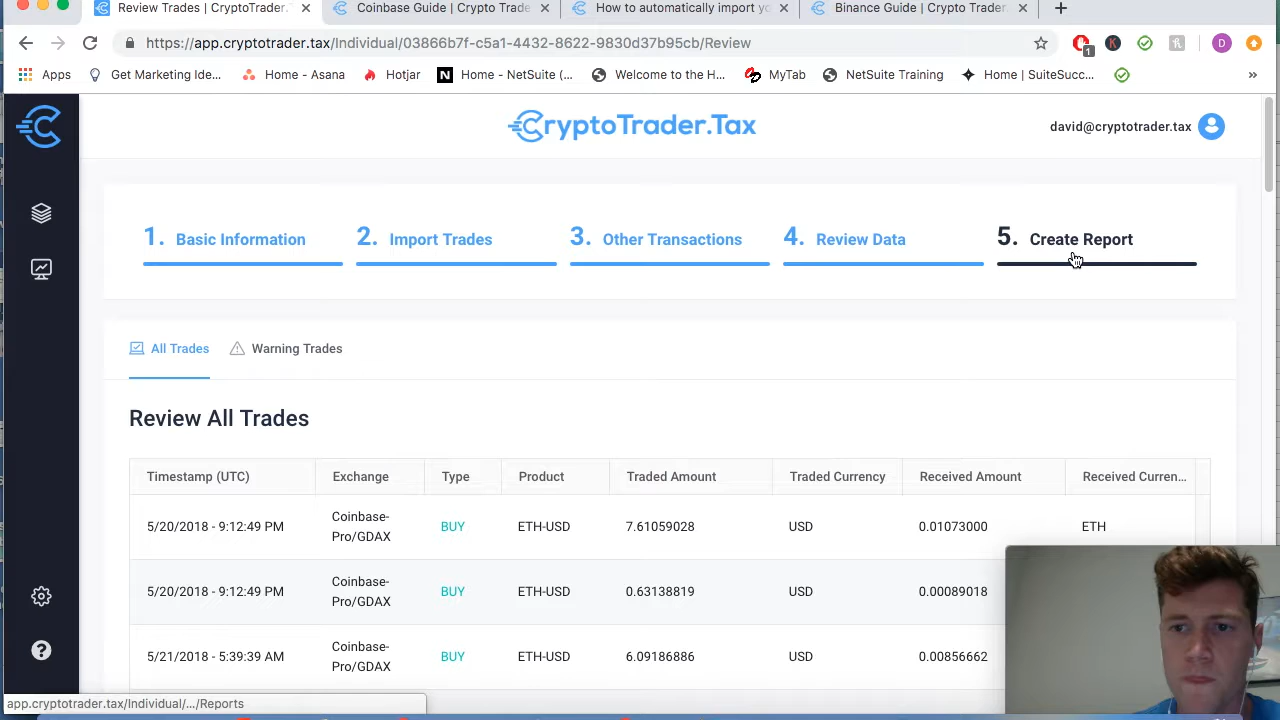 Review Trades | CryptoTrader.T
Coinbase Guide | Crypto Trade
How to automatically import yo
Binance Guide | Crypto Trader.
https://app.cryptotrader.tax/Individual/03866b7f-c5a1-4432-8622-9830d37b95cb/Review
1
K
D
Apps
Get Marketing Ide...
Home - Asana
Hotjar
N
Home - NetSuite (...
Welcome to the H...
MyTab
NetSuite Training
Home | SuiteSucc...
»
CryptoTrader.Tax
david@cryptotrader.tax
1. Basic Information
2. Import Trades
3. Other Transactions
4. Review Data
5. Create Report
All Trades
Warning Trades
Review All Trades
Timestamp (UTC) Exchange Type Product Traded Amount Traded Currency Received Amount Received Curren...
5/20/2018 - 9:12:49 PM Coinbase-Pro/GDAX BUY ETH-USD 7.61059028 USD 0.01073000 ETH
5/20/2018 - 9:12:49 PM Coinbase-Pro/GDAX BUY ETH-USD 0.63138819 USD 0.00089018
5/21/2018 - 5:39:39 AM Coinbase-Pro/GDAX BUY ETH-USD 6.09186886 USD 0.00856662
?
app.cryptotrader.tax/Individual/.../Reports